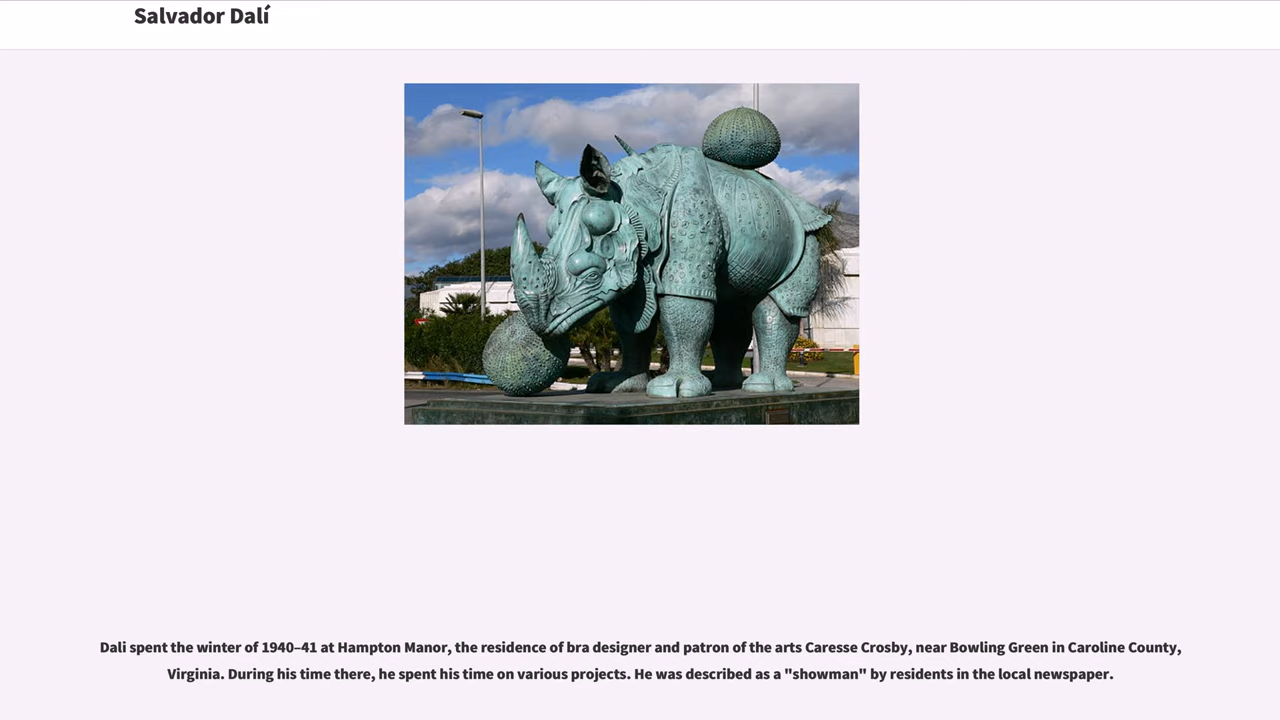 Salvador Dalí
Dali spent the winter of 1940–41 at Hampton Manor, the residence of bra designer and patron of the arts Caresse Crosby, near Bowling Green in Caroline County,
Virginia. During his time there, he spent his time on various projects. He was described as a "showman" by residents in the local newspaper.